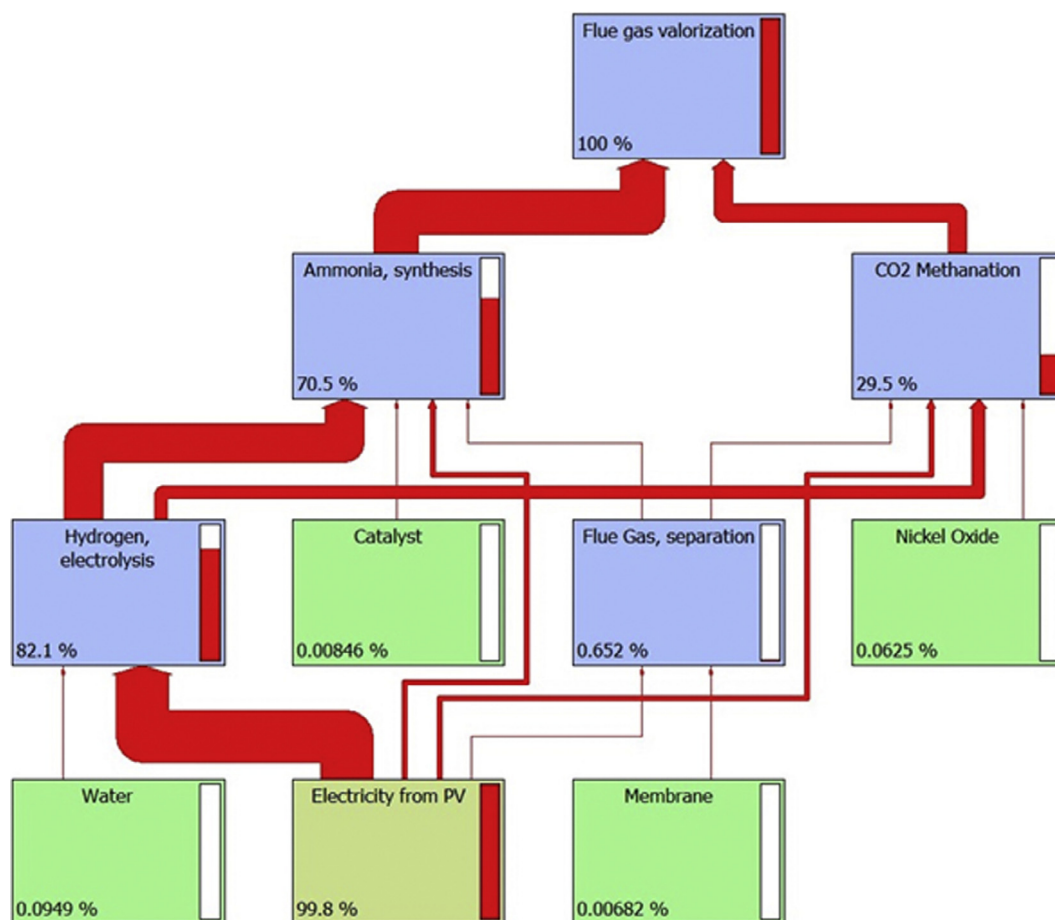 Flue gas valorization
100 %
Ammonia, synthesis
70.5 %
CO2 Methanation
29.5 %
Hydrogen,
electrolysis
82.1 %
Catalyst
0.00846 %
Flue Gas, separation
0.652 %
Nickel Oxide
0.0625 %
Water
0.0949 %
Electricity from PV
99.8 %
Membrane
0.00682 %